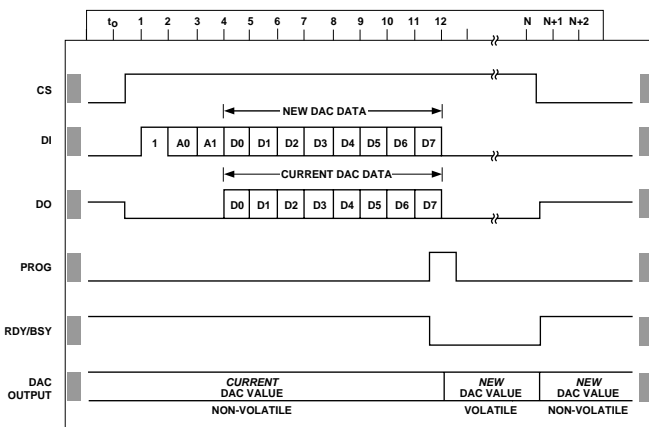 to 1 2 3 4 5 6 7 8 9 10 11 12 N N+1 N+2
CS
NEW DAC DATA
DI 1 A0 A1 D0 D1 D2 D3 D4 D5 D6 D7
CURRENT DAC DATA
DO D0 D1 D2 D3 D4 D5 D6 D7
PROG
RDY/BSY
DAC OUTPUT
CURRENT DAC VALUE
NON-VOLATILE
NEW DAC VALUE
VOLATILE
NEW DAC VALUE
NON-VOLATILE